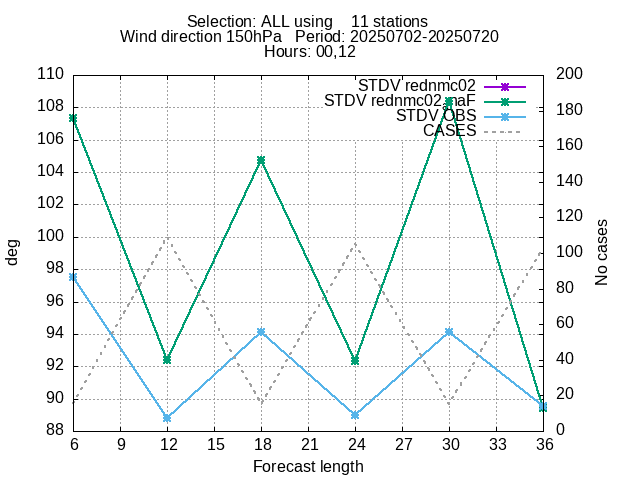 Selection: ALL using    11 stations
Wind direction 150hPa   Period: 20250702-20250720
Hours: 00,12
STDV rednmc02
STDV rednmc02_naF
STDV OBS
CASES
110
108
106
104
102
100
98
96
94
92
90
88
200
180
160
140
120
100
80
60
40
20
0
deg
No cases
6 9 12 15 18 21 24 27 30 33 36
Forecast length